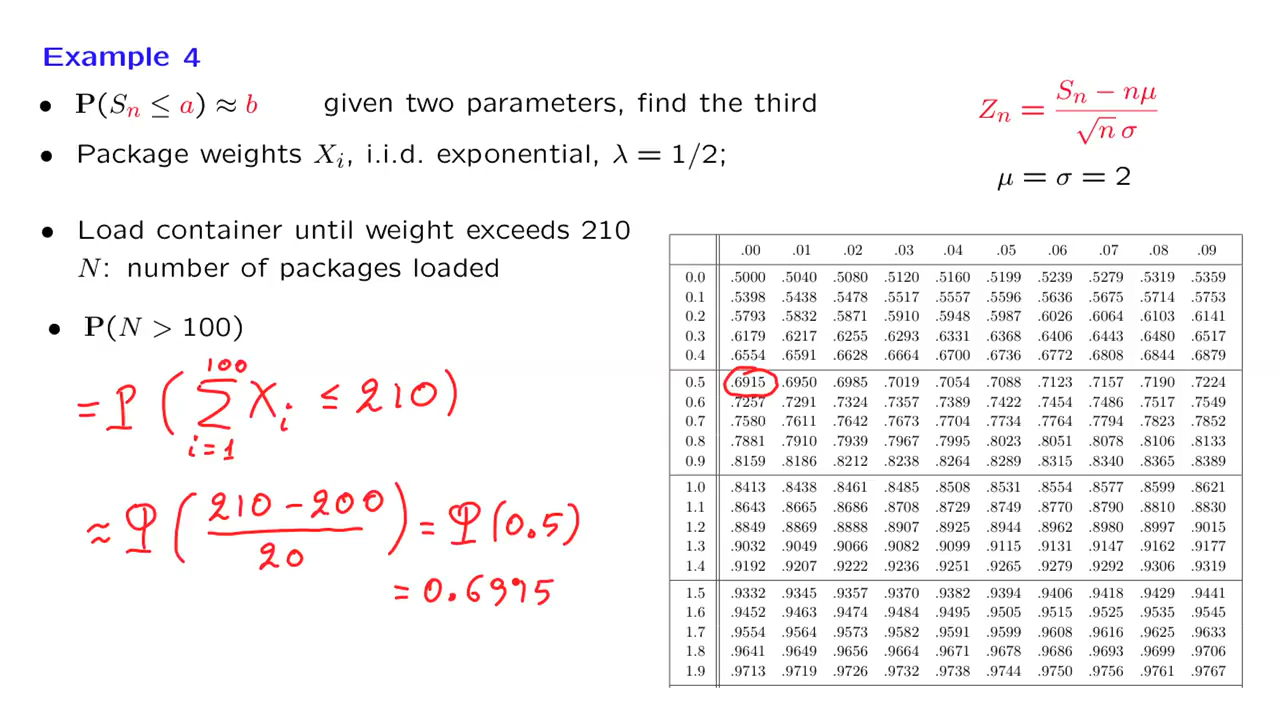 Example 4
• P(Sₙ ≤ a) ≈ b given two parameters, find the third
Zₙ = (Sₙ − nμ) / (√n σ)
• Package weights Xᵢ, i.i.d. exponential, λ = 1/2;
μ = σ = 2
• Load container until weight exceeds 210
N: number of packages loaded
• P(N > 100)
= P ( ∑_{i=1}^{100} Xᵢ ≤ 210 )
≈ Φ ( (210 − 200) / 20 ) = Φ(0.5)
= 0.6915
.00 .01 .02 .03 .04 .05 .06 .07 .08 .09
0.0 .5000 .5040 .5080 .5120 .5160 .5199 .5239 .5279 .5319 .5359
0.1 .5398 .5438 .5478 .5517 .5557 .5596 .5636 .5675 .5714 .5753
0.2 .5793 .5832 .5871 .5910 .5948 .5987 .6026 .6064 .6103 .6141
0.3 .6179 .6217 .6255 .6293 .6331 .6368 .6406 .6443 .6480 .6517
0.4 .6554 .6591 .6628 .6664 .6700 .6736 .6772 .6808 .6844 .6879
0.5 .6915 .6950 .6985 .7019 .7054 .7088 .7123 .7157 .7190 .7224
0.6 .7257 .7291 .7324 .7357 .7389 .7422 .7454 .7486 .7517 .7549
0.7 .7580 .7611 .7642 .7673 .7704 .7734 .7764 .7794 .7823 .7852
0.8 .7881 .7910 .7939 .7967 .7995 .8023 .8051 .8078 .8106 .8133
0.9 .8159 .8186 .8212 .8238 .8264 .8289 .8315 .8340 .8365 .8389
1.0 .8413 .8438 .8461 .8485 .8508 .8531 .8554 .8577 .8599 .8621
1.1 .8643 .8665 .8686 .8708 .8729 .8749 .8770 .8790 .8810 .8830
1.2 .8849 .8869 .8888 .8907 .8925 .8944 .8962 .8980 .8997 .9015
1.3 .9032 .9049 .9066 .9082 .9099 .9115 .9131 .9147 .9162 .9177
1.4 .9192 .9207 .9222 .9236 .9251 .9265 .9279 .9292 .9306 .9319
1.5 .9332 .9345 .9357 .9370 .9382 .9394 .9406 .9418 .9429 .9441
1.6 .9452 .9463 .9474 .9484 .9495 .9505 .9515 .9525 .9535 .9545
1.7 .9554 .9564 .9573 .9582 .9591 .9599 .9608 .9616 .9625 .9633
1.8 .9641 .9649 .9656 .9664 .9671 .9678 .9686 .9693 .9699 .9706
1.9 .9713 .9719 .9726 .9732 .9738 .9744 .9750 .9756 .9761 .9767